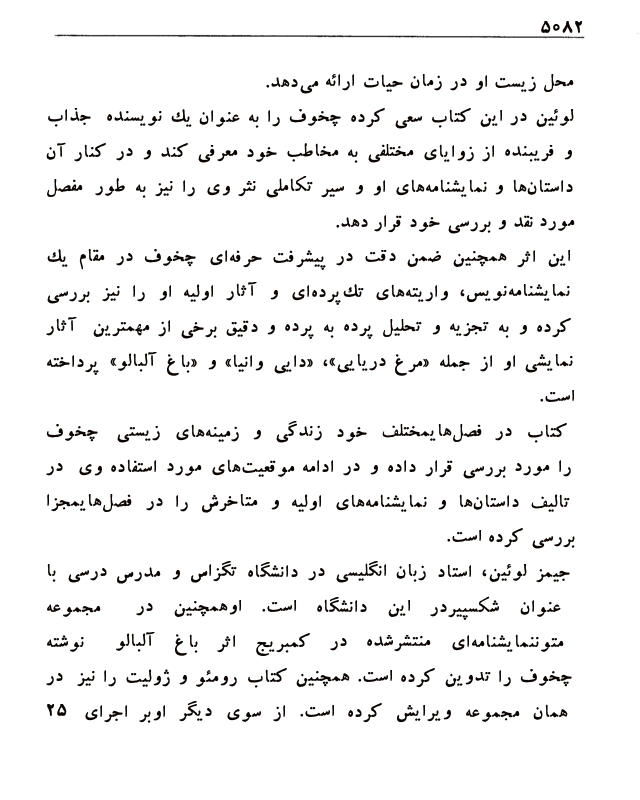 ۵۰۸۲
محل زیست او در زمان حیات ارائه می‌دهد.
لوئین در این کتاب سعی کرده چخوف را به عنوان یك نویسنده جذاب
و فریبنده از زوایای مختلفی به مخاطب خود معرفی کند و در کنار آن
داستان‌ها و نمایشنامه‌های او و سیر تکاملی نثر وی را نیز به طور مفصل
مورد نقد و بررسی خود قرار دهد.
این اثر همچنین ضمن دقت در پیشرفت حرفه‌ای چخوف در مقام یك
نمایشنامه‌نویس، واریته‌های تك‌پرده‌ای و آثار اولیه او را نیز بررسی
کرده و به تجزیه و تحلیل پرده به پرده و دقیق برخی از مهمترین آثار
نمایشی او از جمله «مرغ دریایی»، «دایی وانیا» و «باغ آلبالو» پرداخته
است.
کتاب در فصل‌هایمختلف خود زندگی و زمینه‌های زیستی چخوف
را مورد بررسی قرار داده و در ادامه موقعیت‌های مورد استفاده وی در
تالیف داستان‌ها و نمایشنامه‌های اولیه و متاخرش را در فصل‌هایمجزا
بررسی کرده است.
جیمز لوئین، استاد زبان انگلیسی در دانشگاه تگزاس و مدرس درسی با
عنوان شکسپیردر این دانشگاه است. اوهمچنین در مجموعه
متوننمایشنامه‌ای منتشرشده در کمبریج اثر باغ آلبالو نوشته
چخوف را تدوین کرده است. همچنین کتاب رومئو و ژولیت را نیز در
همان مجموعه ویرایش کرده است. از سوی دیگر اوبر اجرای ۲۵